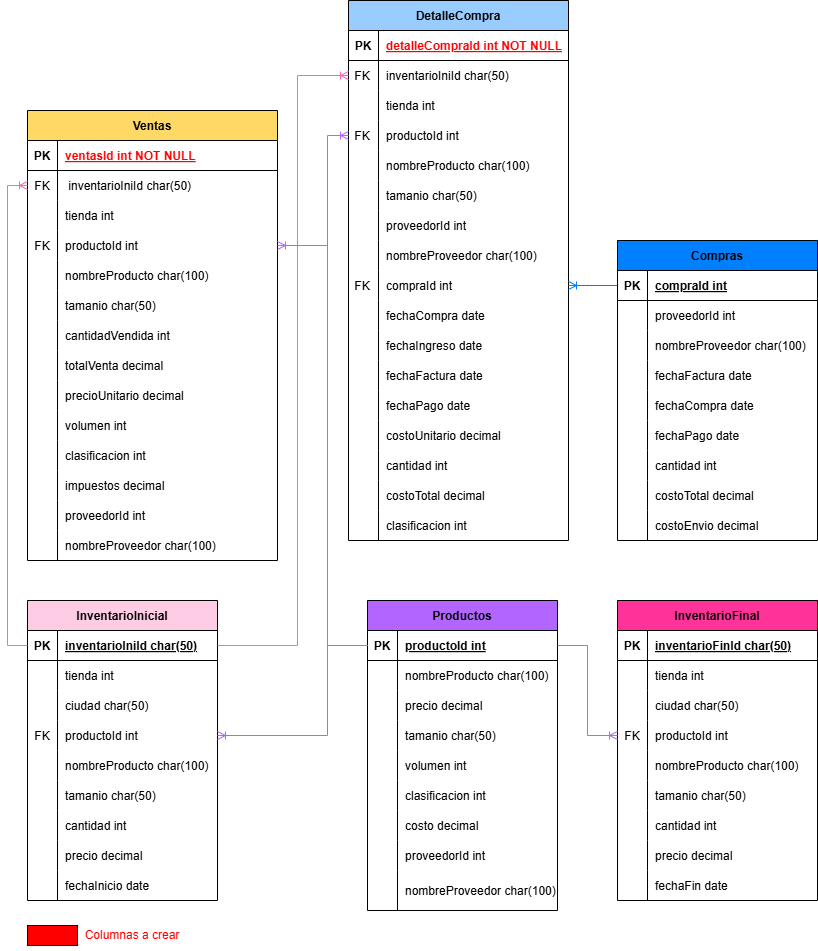 DetalleCompra
PK detalleCompraId int NOT NULL
FK inventarioIniId char(50)
tienda int
FK productoId int
nombreProducto char(100)
tamanio char(50)
proveedorId int
nombreProveedor char(100)
FK compraId int
fechaCompra date
fechaIngreso date
fechaFactura date
fechaPago date
costoUnitario decimal
cantidad int
costoTotal decimal
clasificacion int
Ventas
PK ventasId int NOT NULL
FK inventarioIniId char(50)
tienda int
FK productoId int
nombreProducto char(100)
tamanio char(50)
cantidadVendida int
totalVenta decimal
precioUnitario decimal
volumen int
clasificacion int
impuestos decimal
proveedorId int
nombreProveedor char(100)
Compras
PK compraId int
proveedorId int
nombreProveedor char(100)
fechaFactura date
fechaCompra date
fechaPago date
cantidad int
costoTotal decimal
costoEnvio decimal
InventarioInicial
PK inventarioIniId char(50)
tienda int
ciudad char(50)
FK productoId int
nombreProducto char(100)
tamanio char(50)
cantidad int
precio decimal
fechaInicio date
Productos
PK productoId int
nombreProducto char(100)
precio decimal
tamanio char(50)
volumen int
clasificacion int
costo decimal
proveedorId int
nombreProveedor char(100)
InventarioFinal
PK inventarioFinId char(50)
tienda int
ciudad char(50)
FK productoId int
nombreProducto char(100)
tamanio char(50)
cantidad int
precio decimal
fechaFin date
Columnas a crear